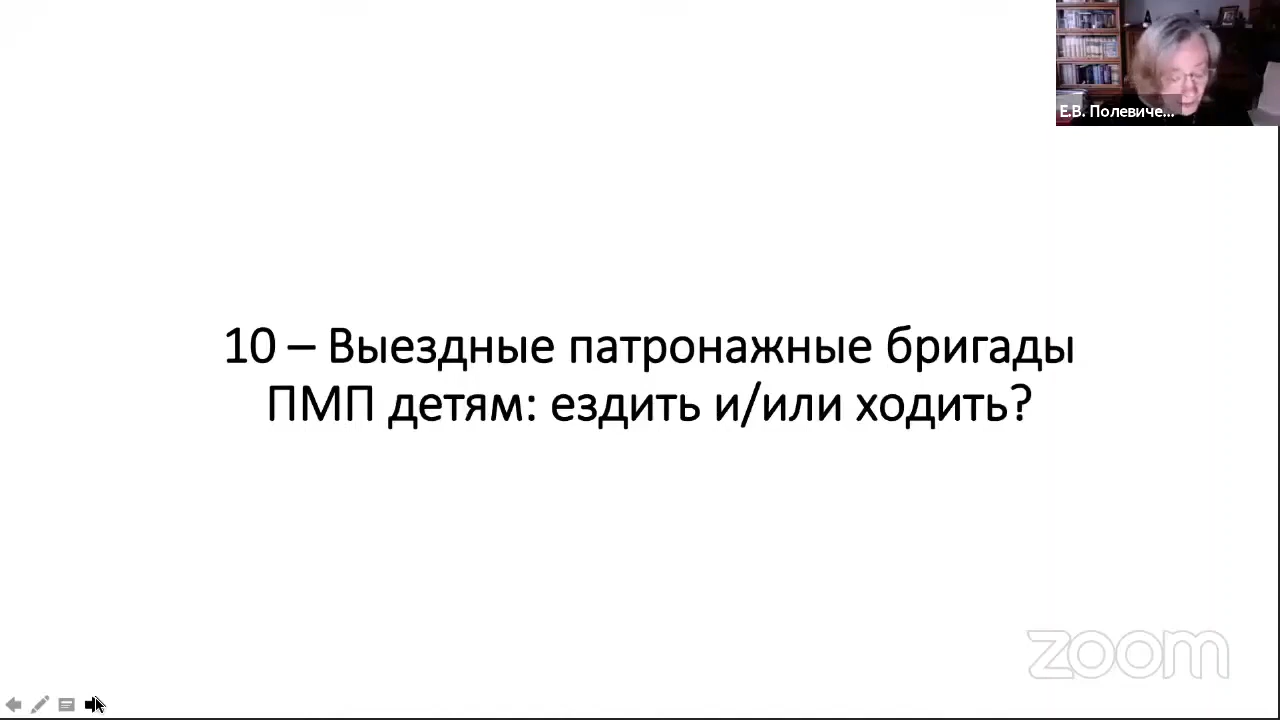 Е.В. Полевиче...
10 – Выездные патронажные бригады
ПМП детям: ездить и/или ходить?
zoom